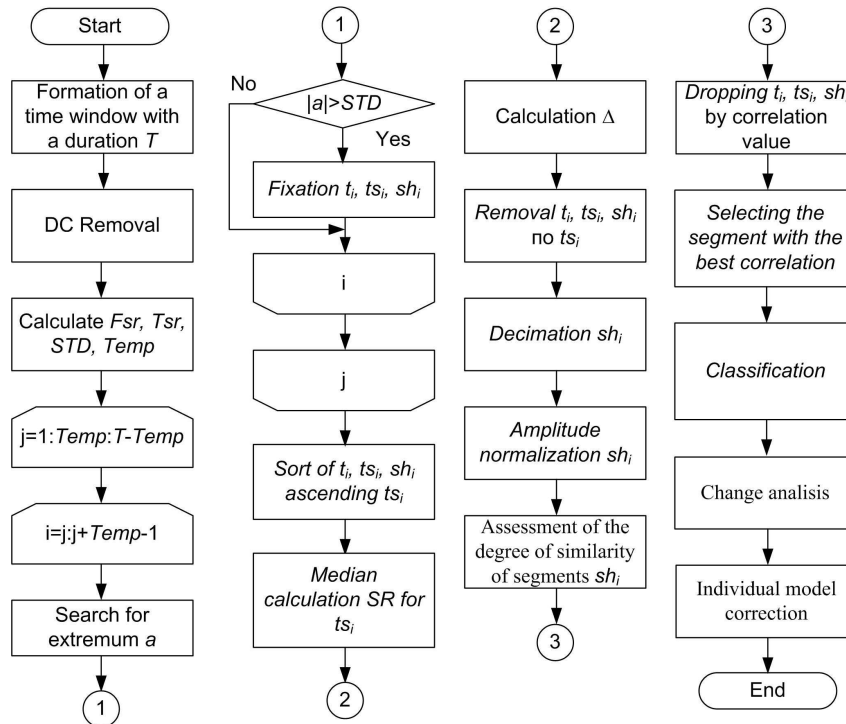 Start
Formation of a
time window with
a duration T
DC Removal
Calculate Fsr, Tsr,
STD, Temp
j=1:Temp:T-Temp
i=j:j+Temp-1
Search for
extremum a
1
1
|a|>STD
No
Yes
Fixation tᵢ, tsᵢ, shᵢ
i
j
Sort of tᵢ, tsᵢ, shᵢ
ascending tsᵢ
Median
calculation SR for
tsᵢ
2
2
Calculation Δ
Removal tᵢ, tsᵢ, shᵢ
по tsᵢ
Decimation shᵢ
Amplitude
normalization shᵢ
Assessment of the
degree of similarity
of segments shᵢ
3
3
Dropping tᵢ, tsᵢ, shᵢ
by correlation
value
Selecting the
segment with the
best correlation
Classification
Change analisis
Individual model
correction
End